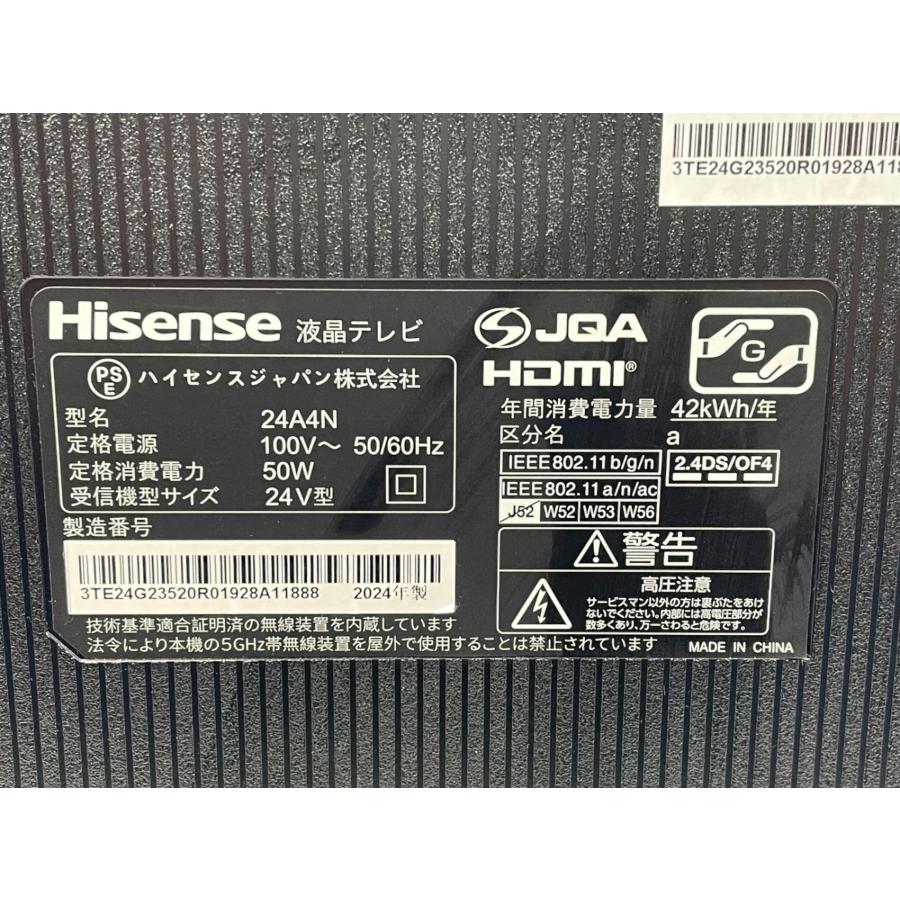 3TE24G23520R01928A118
Hisense 液晶テレビ
PSE ハイセンスジャパン株式会社
型名 24A4N
定格電源 100V～ 50/60Hz
定格消費電力 50W
受信機型サイズ 24V型
製造番号
3TE24G23520R01928A11888 2024年製
JQA
HDMI®
G
年間消費電力量 42kWh/年
区分名 a
IEEE802.11b/g/n
2.4DS/OF4
IEEE802.11a/n/ac
J52 W52 W53 W56
警告
高圧注意
サービスマン以外の方は裏ぶたをあけ
ないでください。内部には高電圧部分が
数多くあり、万一さわると危険です。
技術基準適合証明済の無線装置を内蔵しています
法令により本機の5GHz帯無線装置を屋外で使用することは禁止されています
MADE IN CHINA